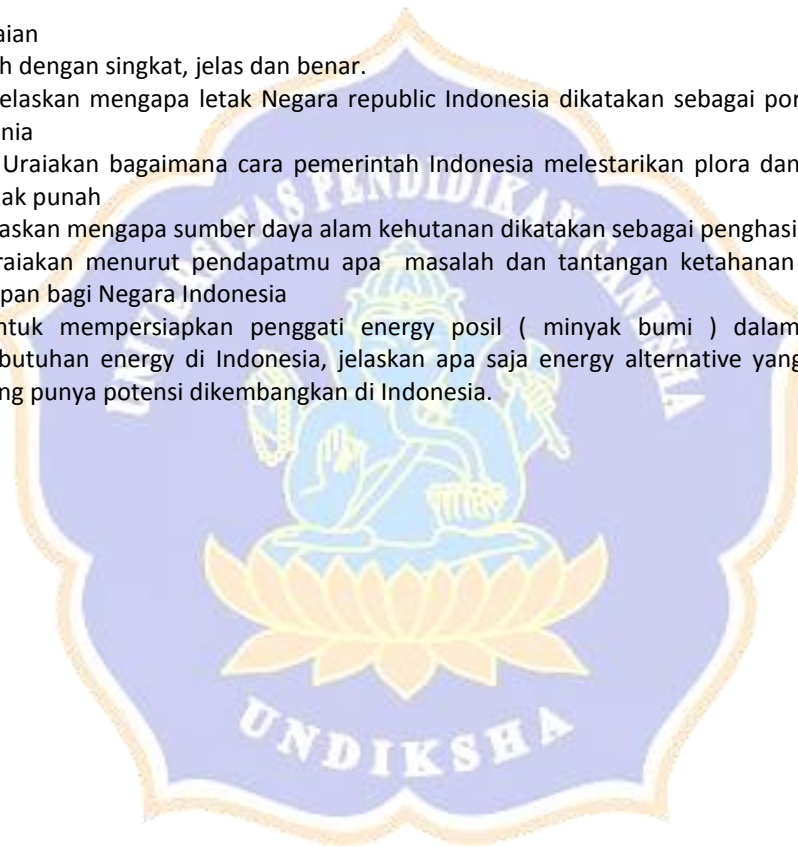 aian
h dengan singkat, jelas dan benar.
elaskan mengapa letak Negara republic Indonesia dikatakan sebagai por
nia
Uraiakan bagaimana cara pemerintah Indonesia melestarikan plora dan
ak punah
askan mengapa sumber daya alam kehutanan dikatakan sebagai penghasi
raiakan menurut pendapatmu apa masalah dan tantangan ketahanan
pan bagi Negara Indonesia
ntuk mempersiapkan penggati energy posil ( minyak bumi ) dalam
butuhan energy di Indonesia, jelaskan apa saja energy alternative yang
ng punya potensi dikembangkan di Indonesia.
UNIVERSITAS PENDIDIKAN GANESHA
UNDIKSHA